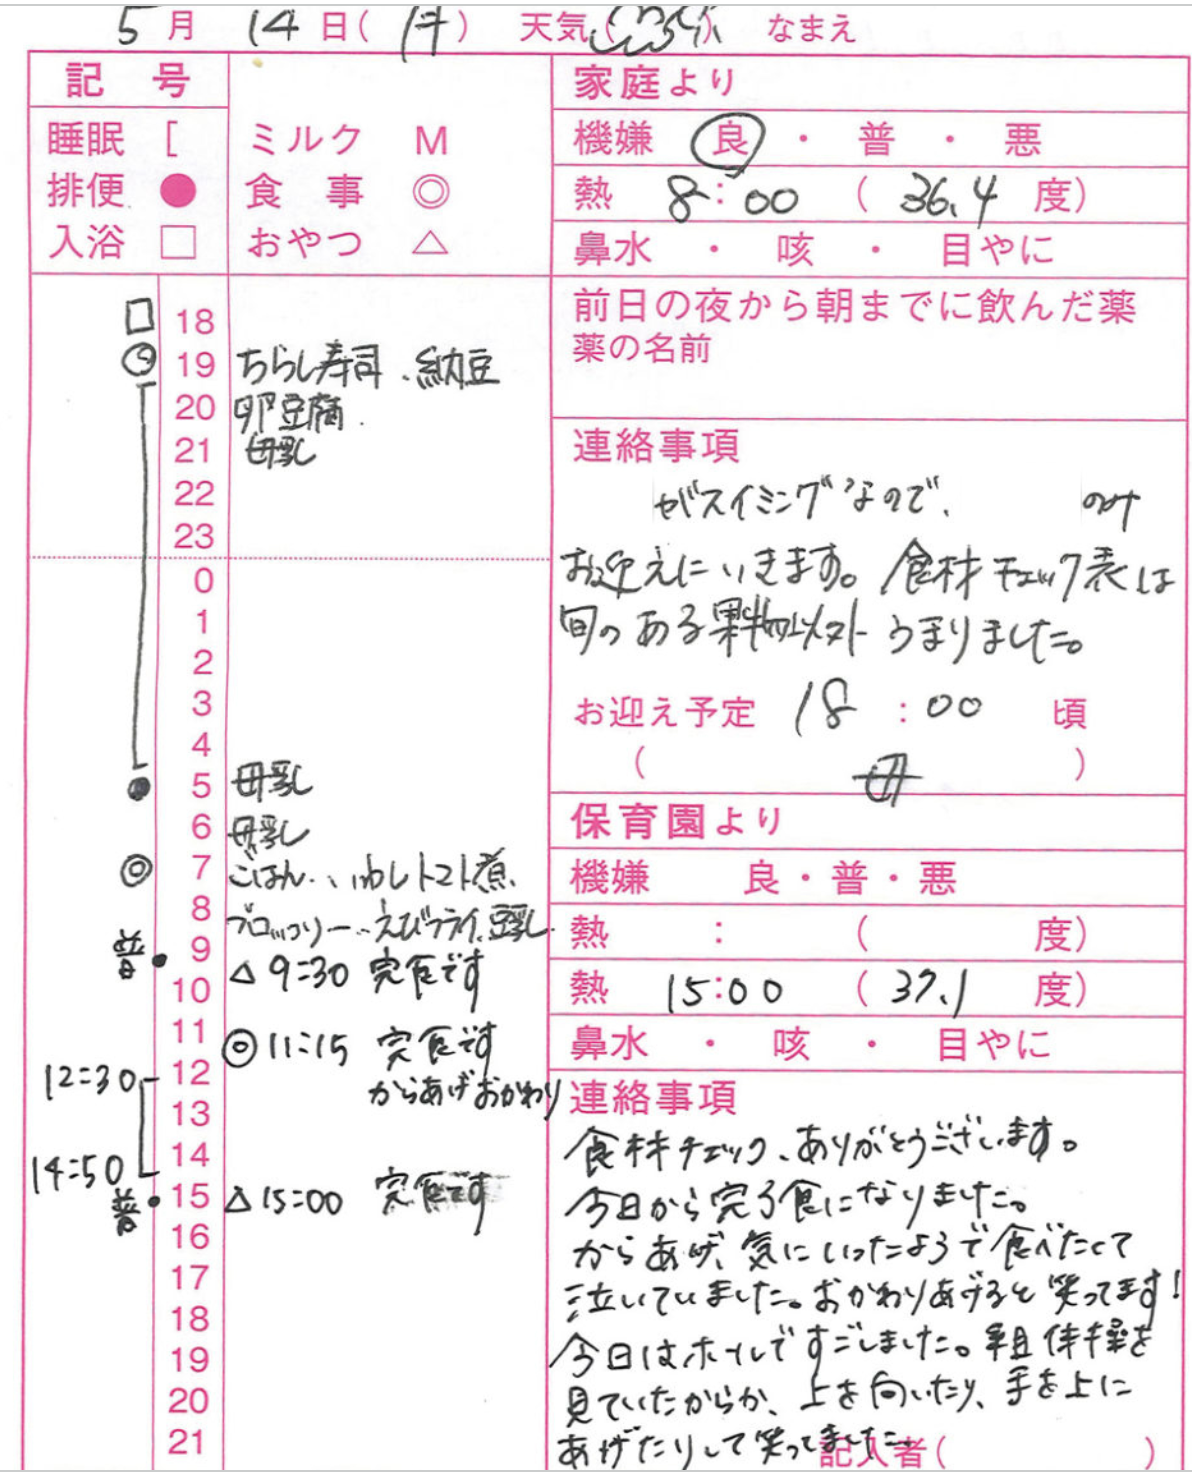 5月 14日( 月) 天気( ) なまえ
記 号
睡眠 [ ミルク M
排便 ● 食 事 ◎
入浴 □ おやつ △
□ 18
◎ 19 ちらし寿司、納豆
20 卵豆腐.
21 母乳
22
23
0
1
2
3
4
● 5 母乳
6 母乳
◎ 7 ごはん、いわしトマト煮、
8 ブロッコリー、えびフライ、豆乳
普 ● 9
△ 9:30 完食です
10
11 ◎ 11:15 完食です
12:30 12 からあげおかわり
13
14:50 14
普 ● 15 △ 15:00 完食です
16
17
18
19
20
21
家庭より
機嫌 良 ・ 普 ・ 悪
熱 8:00 ( 36.4 度)
鼻水 ・ 咳 ・ 目やに
前日の夜から朝までに飲んだ薬
薬の名前
連絡事項
がスイミングなので、 のみ
お迎えにいきます。食材チェック表は
旬のある果物以外うまりました。
お迎え予定 18:00 頃
( 母 )
保育園より
機嫌 良・普・悪
熱 : ( 度)
熱 15:00 ( 37.1 度)
鼻水 ・ 咳 ・ 目やに
連絡事項
食材チェック、ありがとうございます。
今日から完了食になりました。
からあげ、気にいったようで食べたくて
泣いていました。おかわりあげると笑ってます!
今日はホールですごしました。組体操を
見ていたからか、上を向いたり、手を上に
あげたりして笑ってました。
記入者( )